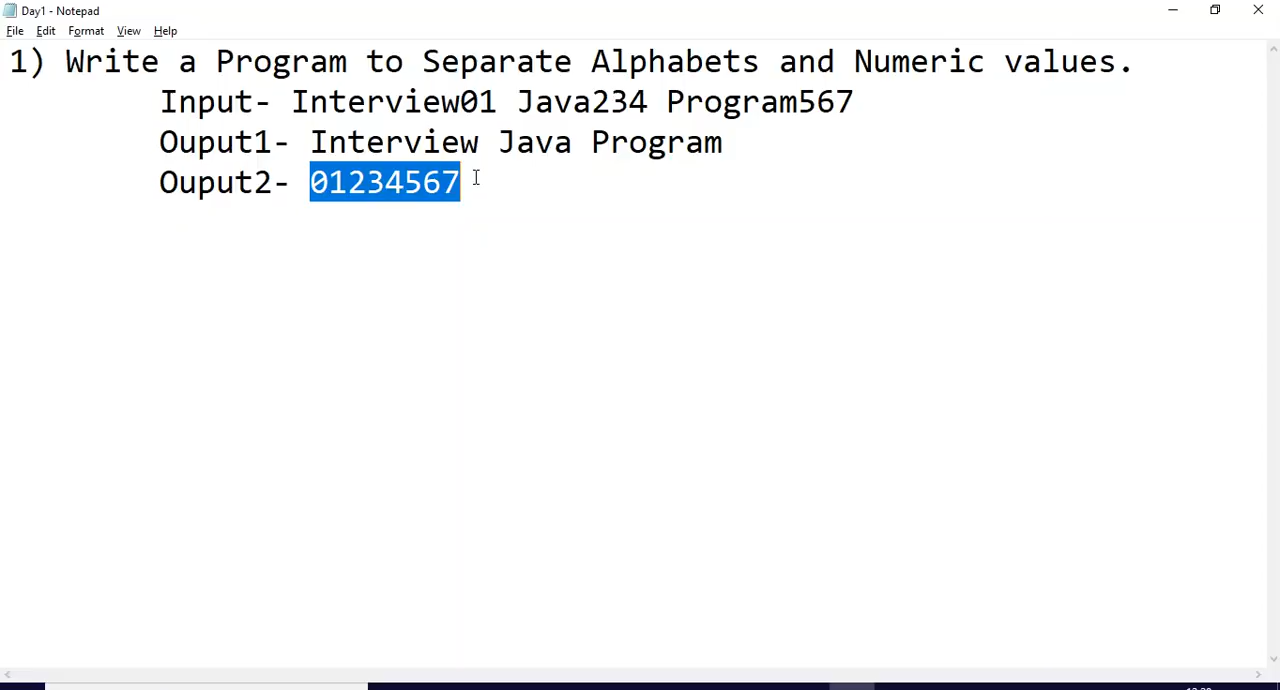 Day1 - Notepad
File Edit Format View Help
1) Write a Program to Separate Alphabets and Numeric values.
Input- Interview01 Java234 Program567
Ouput1- Interview Java Program
Ouput2- 01234567